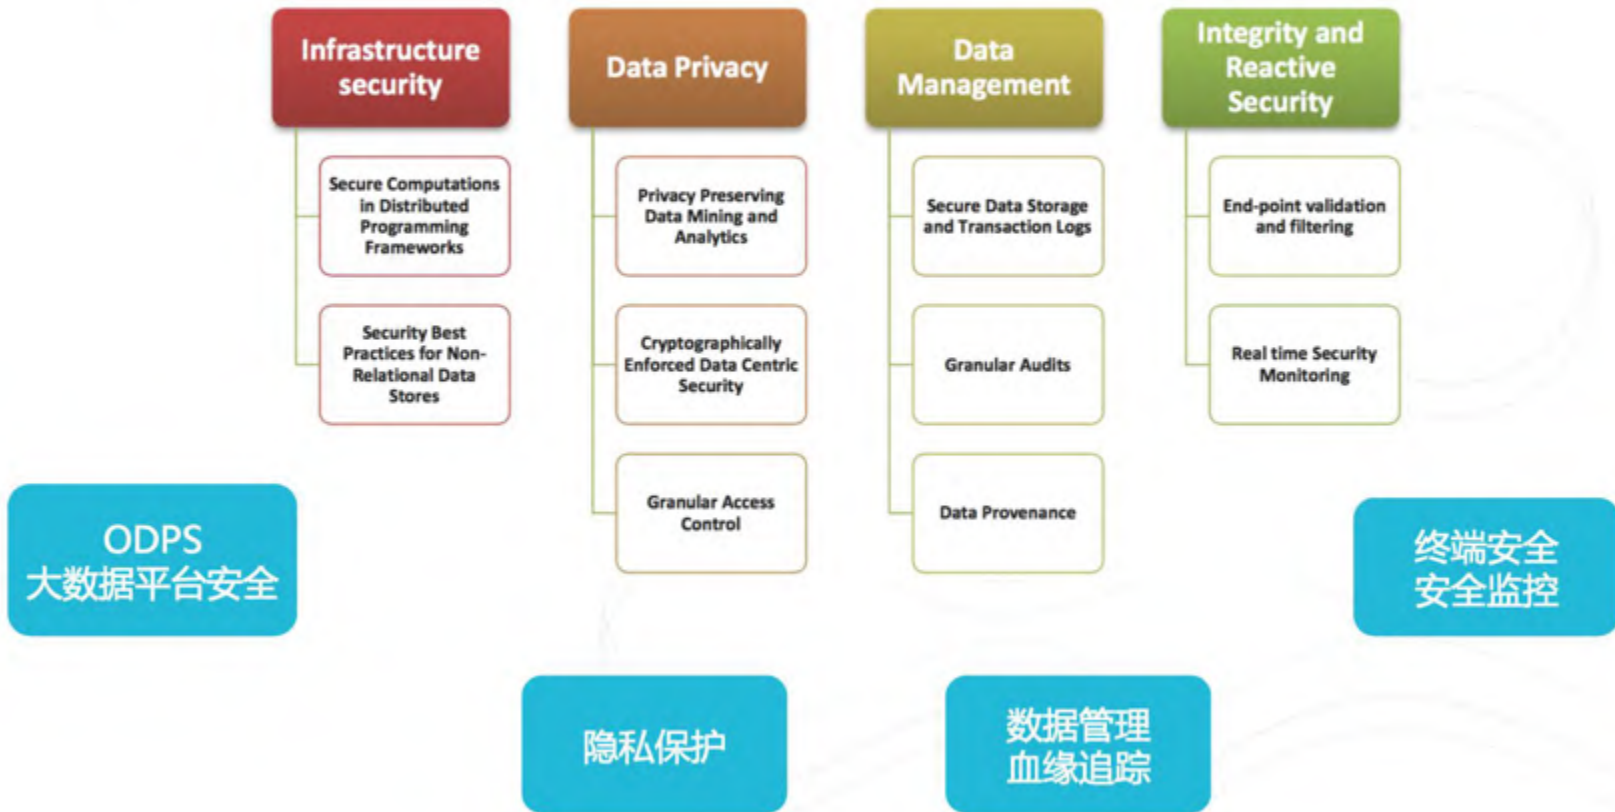 Infrastructure
security
Data Privacy
Data
Management
Integrity and
Reactive
Security
Secure Computations
in Distributed
Programming
Frameworks
Security Best
Practices for Non-
Relational Data
Stores
Privacy Preserving
Data Mining and
Analytics
Cryptographically
Enforced Data Centric
Security
Granular Access
Control
Secure Data Storage
and Transaction Logs
Granular Audits
Data Provenance
End-point validation
and filtering
Real time Security
Monitoring
ODPS
大数据平台安全
隐私保护
数据管理
血缘追踪
终端安全
安全监控